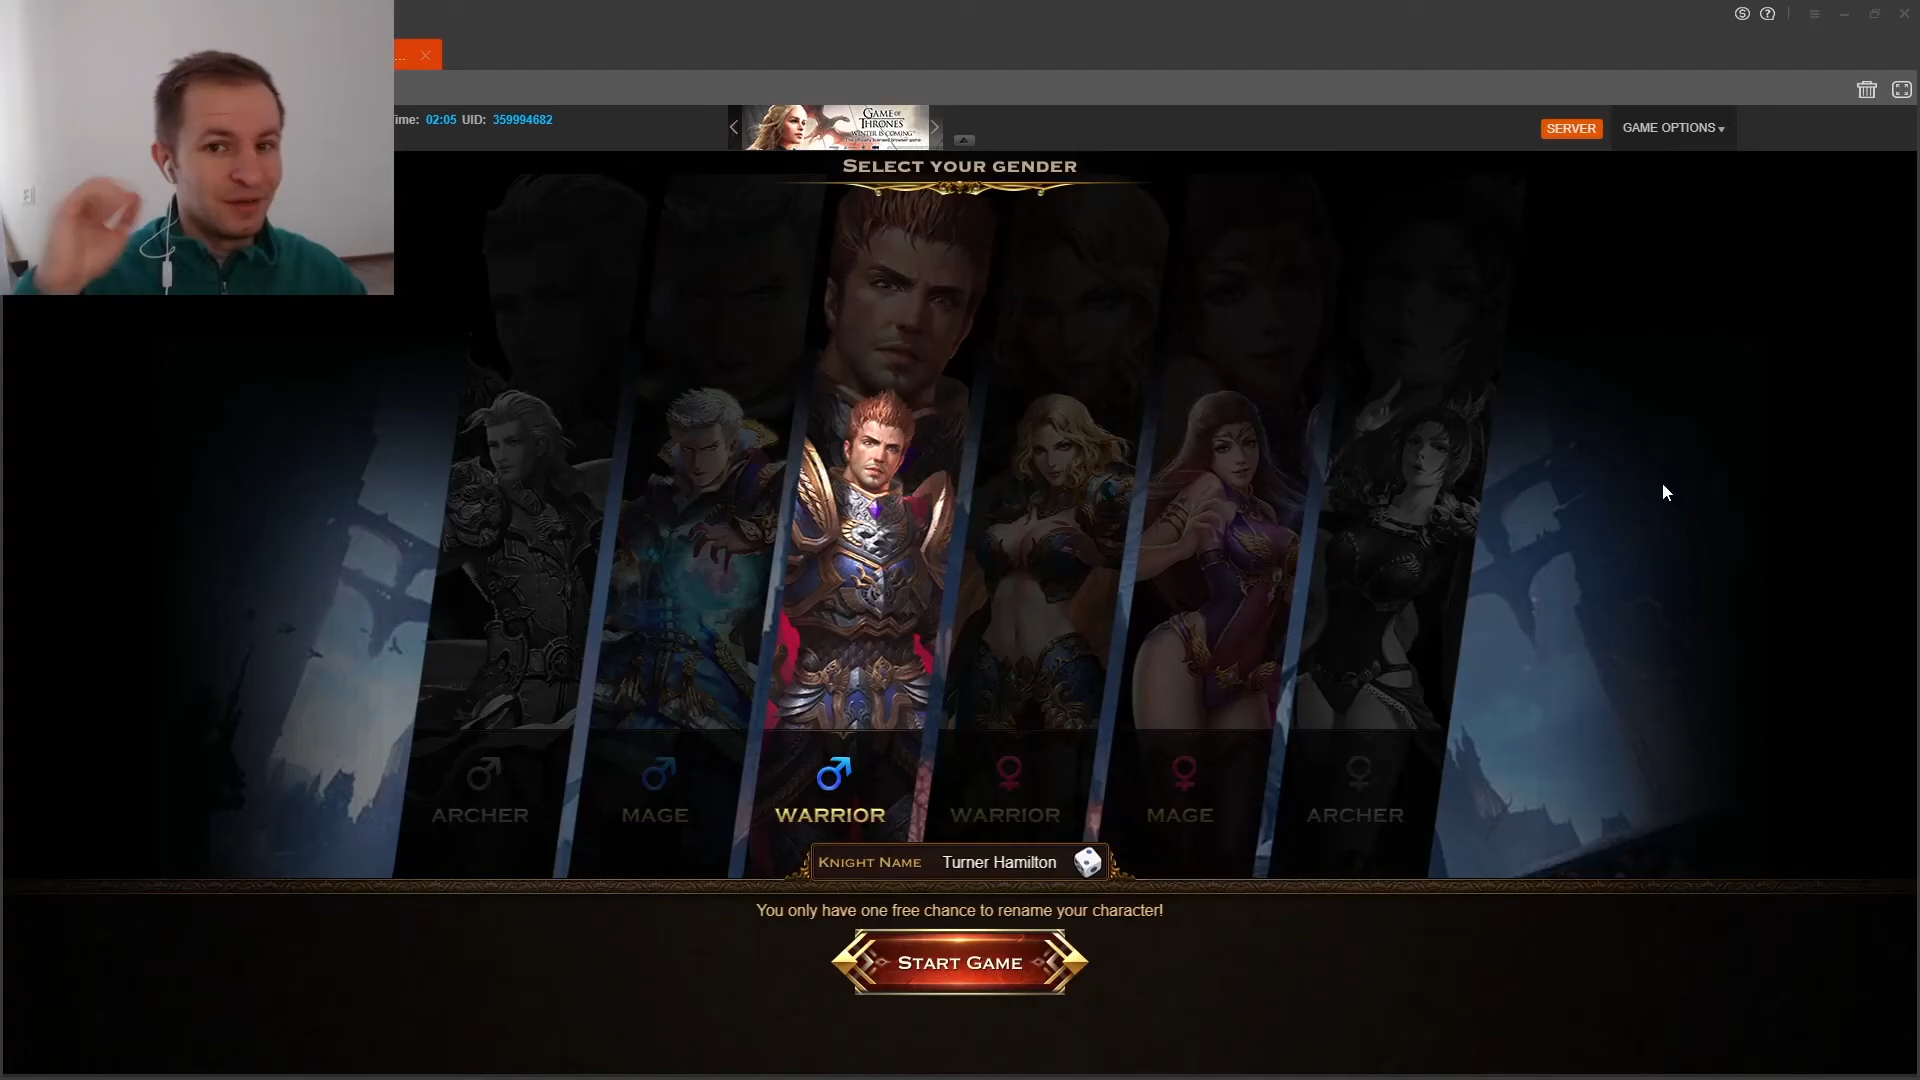 ...
ime: 02:05 UID: 359994682
GAME OF
THRONES
WINTER IS COMING
SERVER
GAME OPTIONS
SELECT YOUR GENDER
ARCHER
MAGE
WARRIOR
WARRIOR
MAGE
ARCHER
KNIGHT NAME Turner Hamilton
You only have one free chance to rename your character!
START GAME